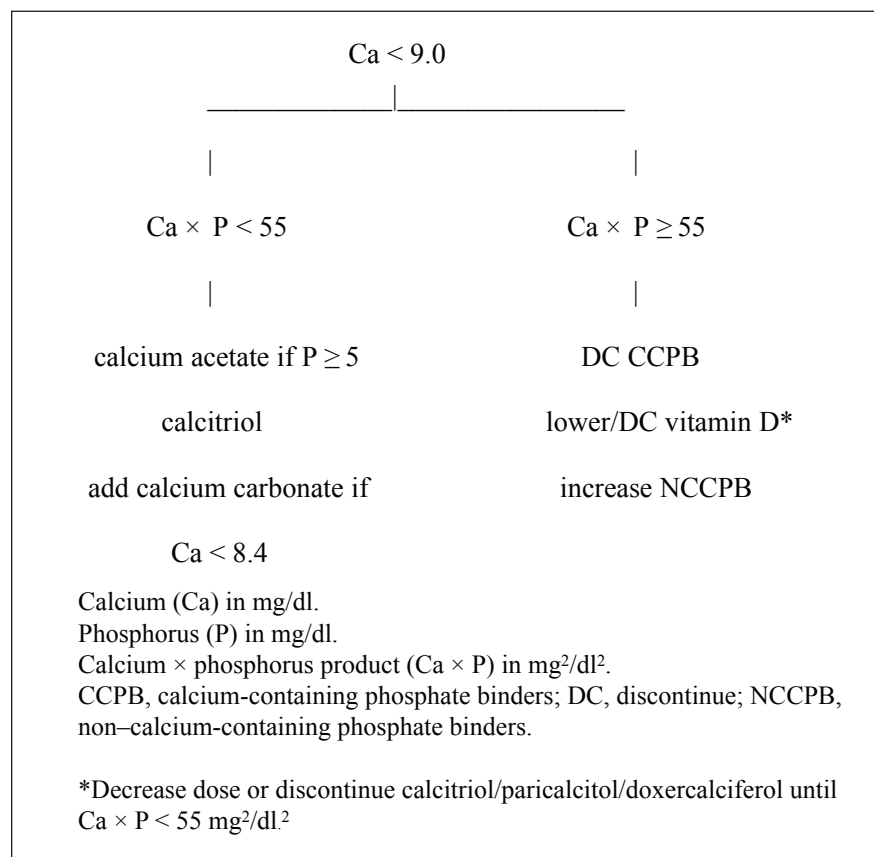 Ca < 9.0
Ca × P < 55 Ca × P ≥ 55
calcium acetate if P ≥ 5 DC CCPB
calcitriol lower/DC vitamin D*
add calcium carbonate if increase NCCPB
Ca < 8.4
Calcium (Ca) in mg/dl.
Phosphorus (P) in mg/dl.
Calcium × phosphorus product (Ca × P) in mg²/dl².
CCPB, calcium-containing phosphate binders; DC, discontinue; NCCPB,
non–calcium-containing phosphate binders.
*Decrease dose or discontinue calcitriol/paricalcitol/doxercalciferol until
Ca × P < 55 mg²/dl.²